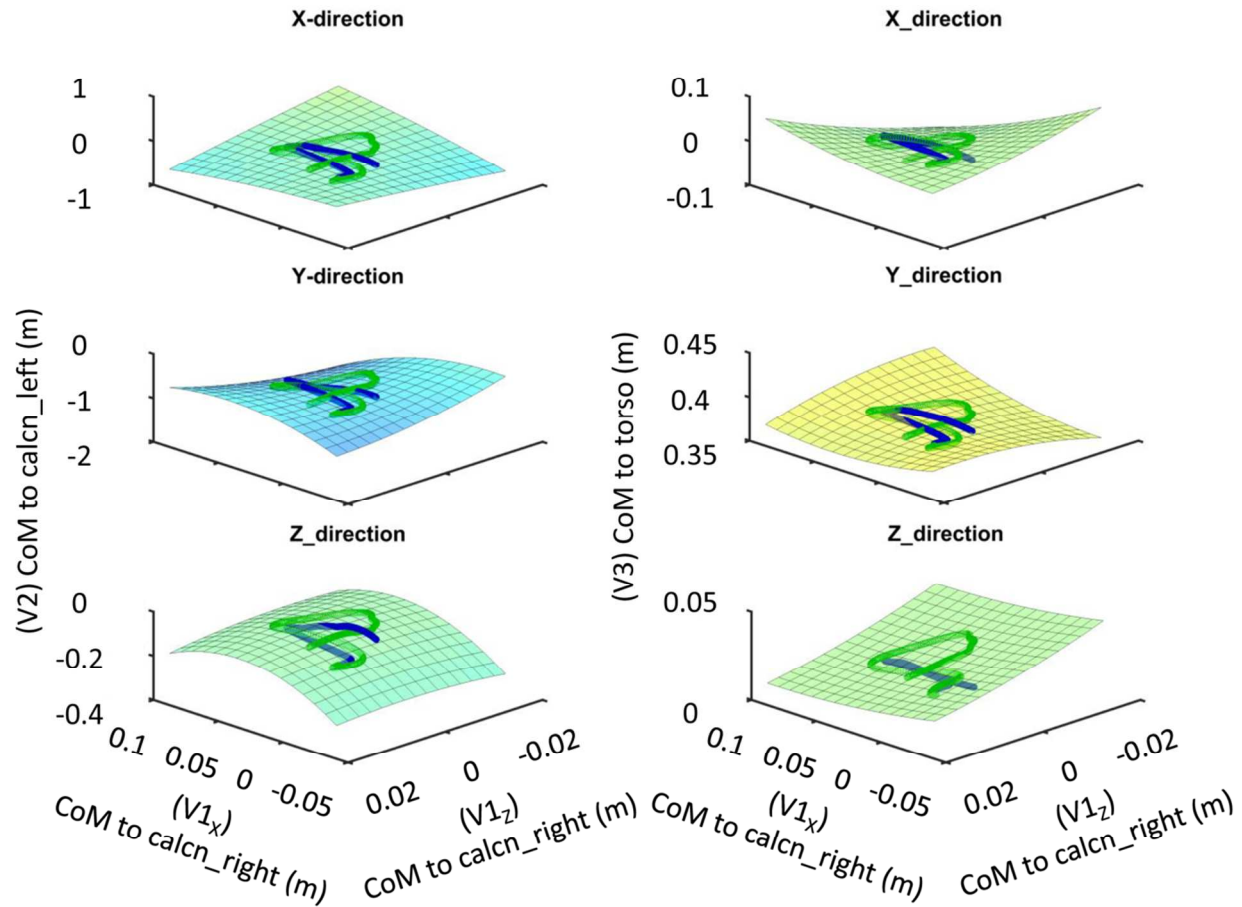 X-direction
X_direction
1
0
-1
0.1
0
-0.1
Y-direction
Y_direction
0
-1
-2
0.45
0.4
0.35
Z_direction
Z_direction
0
-0.2
-0.4
0.05
0
(V2) CoM to calcn_left (m)
(V3) CoM to torso (m)
0.1 0.05 0 -0.05
(V1X)
CoM to calcn_right (m)
0.02 0 -0.02
(V1Z)
CoM to calcn_right (m)
0.1 0.05 0 -0.05
(V1X)
CoM to calcn_right (m)
0.02 0 -0.02
(V1Z)
CoM to calcn_right (m)